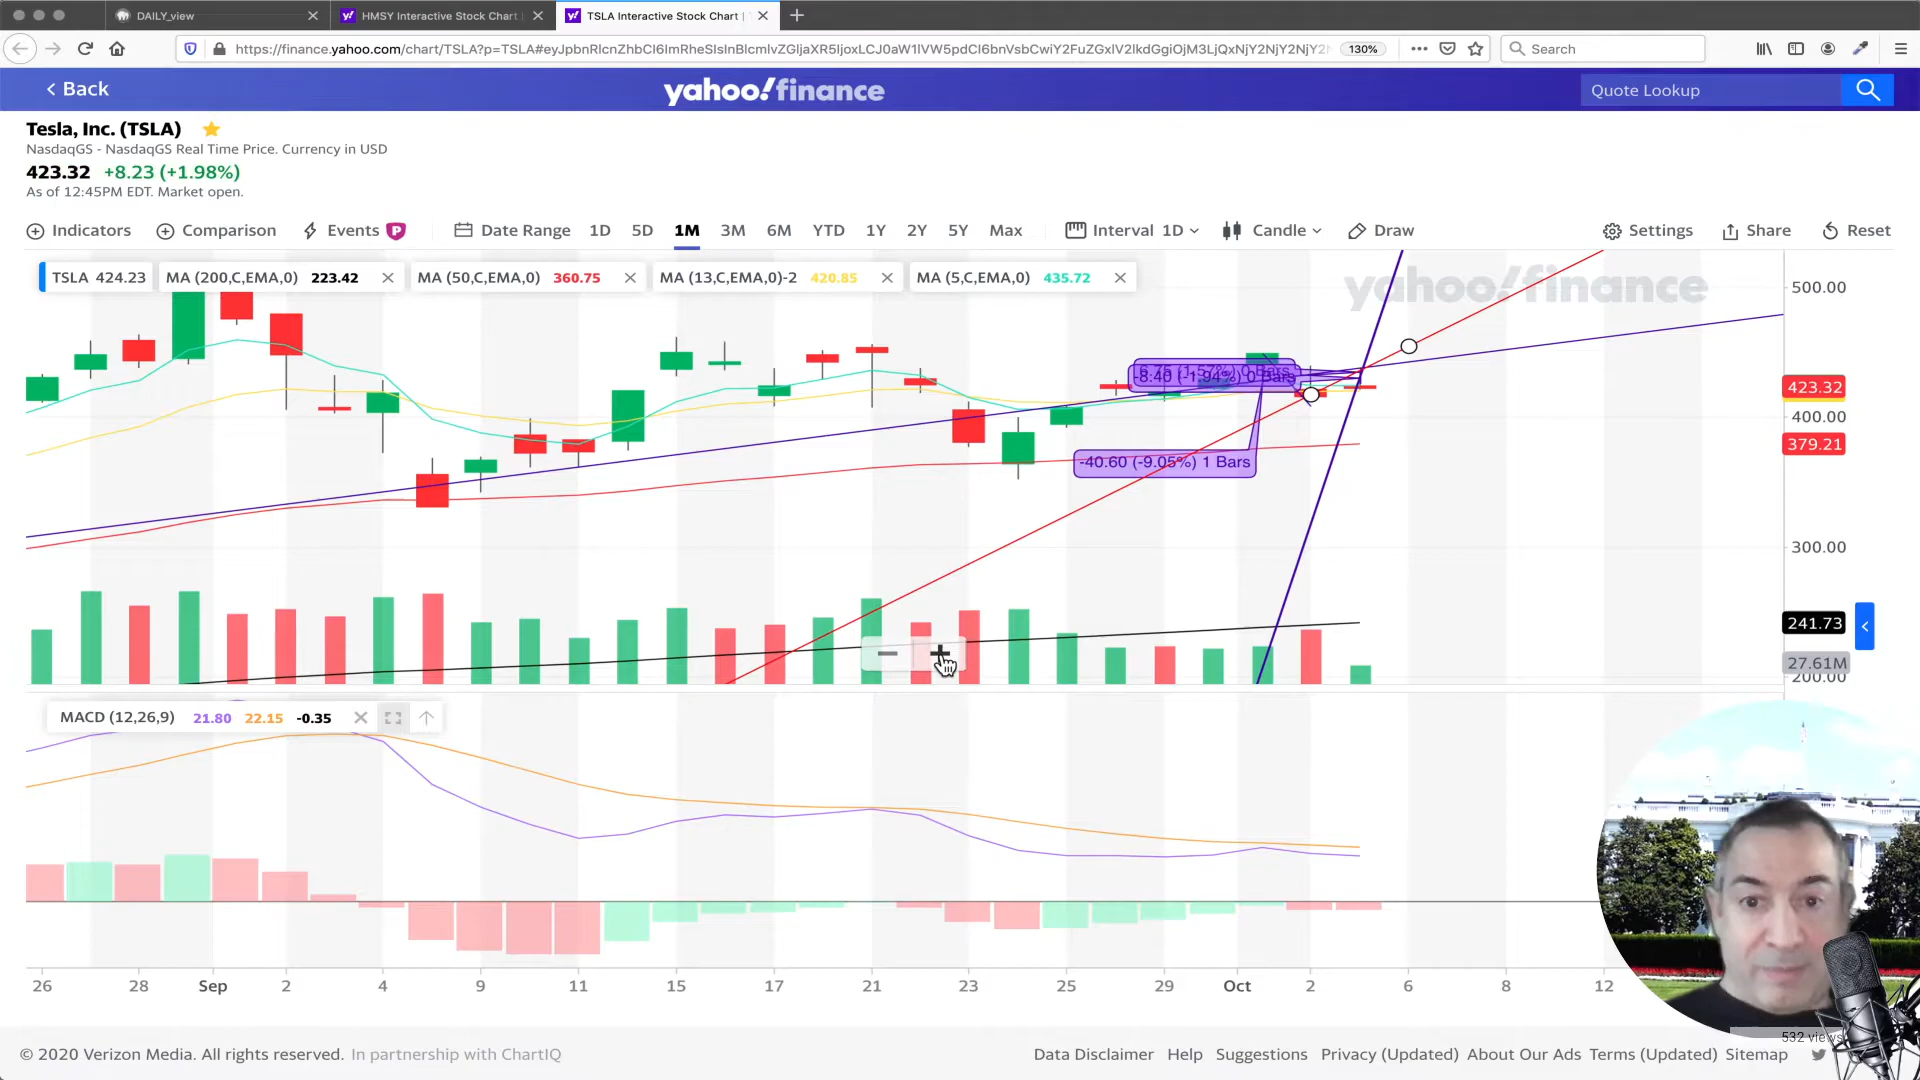 DAILY_view
HMSY Interactive Stock Chart
TSLA Interactive Stock Chart |
https://finance.yahoo.com/chart/TSLA?p=TSLA#
130%
Search
Back
yahoo!finance
Quote Lookup
Tesla, Inc. (TSLA)
NasdaqGS - NasdaqGS Real Time Price. Currency in USD
423.32 +8.23 (+1.98%)
As of 12:45PM EDT. Market open.
Indicators Comparison Events P Date Range 1D 5D 1M 3M 6M YTD 1Y 2Y 5Y Max Interval 1D Candle Draw Settings Share Reset
TSLA 424.23 MA (200,C,EMA,0) 223.42 MA (50,C,EMA,0) 360.75 MA (13,C,EMA,0)-2 420.85 MA (5,C,EMA,0) 435.72
yahoo!finance
500.00
-8.40 (-1.94%) 0 Bars
423.32
400.00
379.21
-40.60 (-9.05%) 1 Bars
300.00
241.73
27.61M
200.00
MACD (12,26,9) 21.80 22.15 -0.35
26 28 Sep 2 4 9 11 15 17 21 23 25 29 Oct 2 6 8 12
532 views
© 2020 Verizon Media. All rights reserved. In partnership with ChartIQ
Data Disclaimer Help Suggestions Privacy (Updated) About Our Ads Terms (Updated) Sitemap